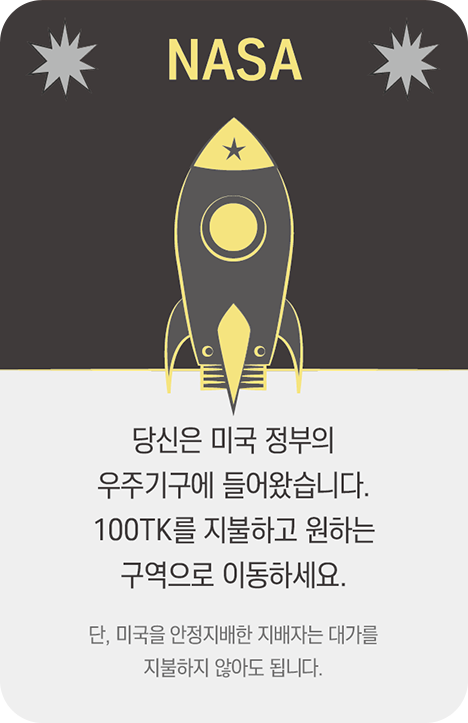 NASA
당신은 미국 정부의
우주기구에 들어왔습니다.
100TK를 지불하고 원하는
구역으로 이동하세요.
단, 미국을 안정지배한 지배자는 대가를
지불하지 않아도 됩니다.